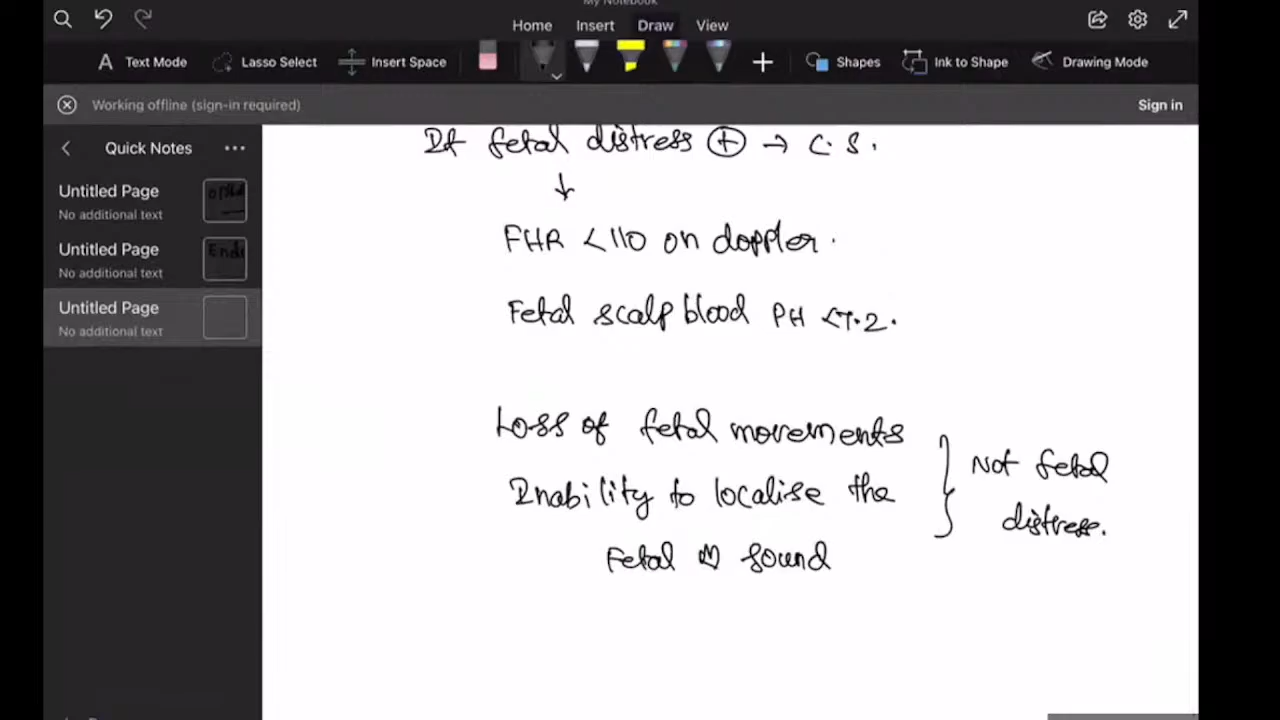 My Notebook
Home Insert Draw View
Text Mode Lasso Select Insert Space Shapes Ink to Shape Drawing Mode
Working offline (sign-in required) Sign in
Quick Notes
Untitled Page
No additional text
Untitled Page
No additional text
Untitled Page
No additional text
If fetal distress + → C.S.
↓
FHR <110 on doppler.
Fetal scalp blood PH <7.2.
Loss of fetal movements
Inability to localise the
Fetal ♡ sound
} Not fetal
distress.